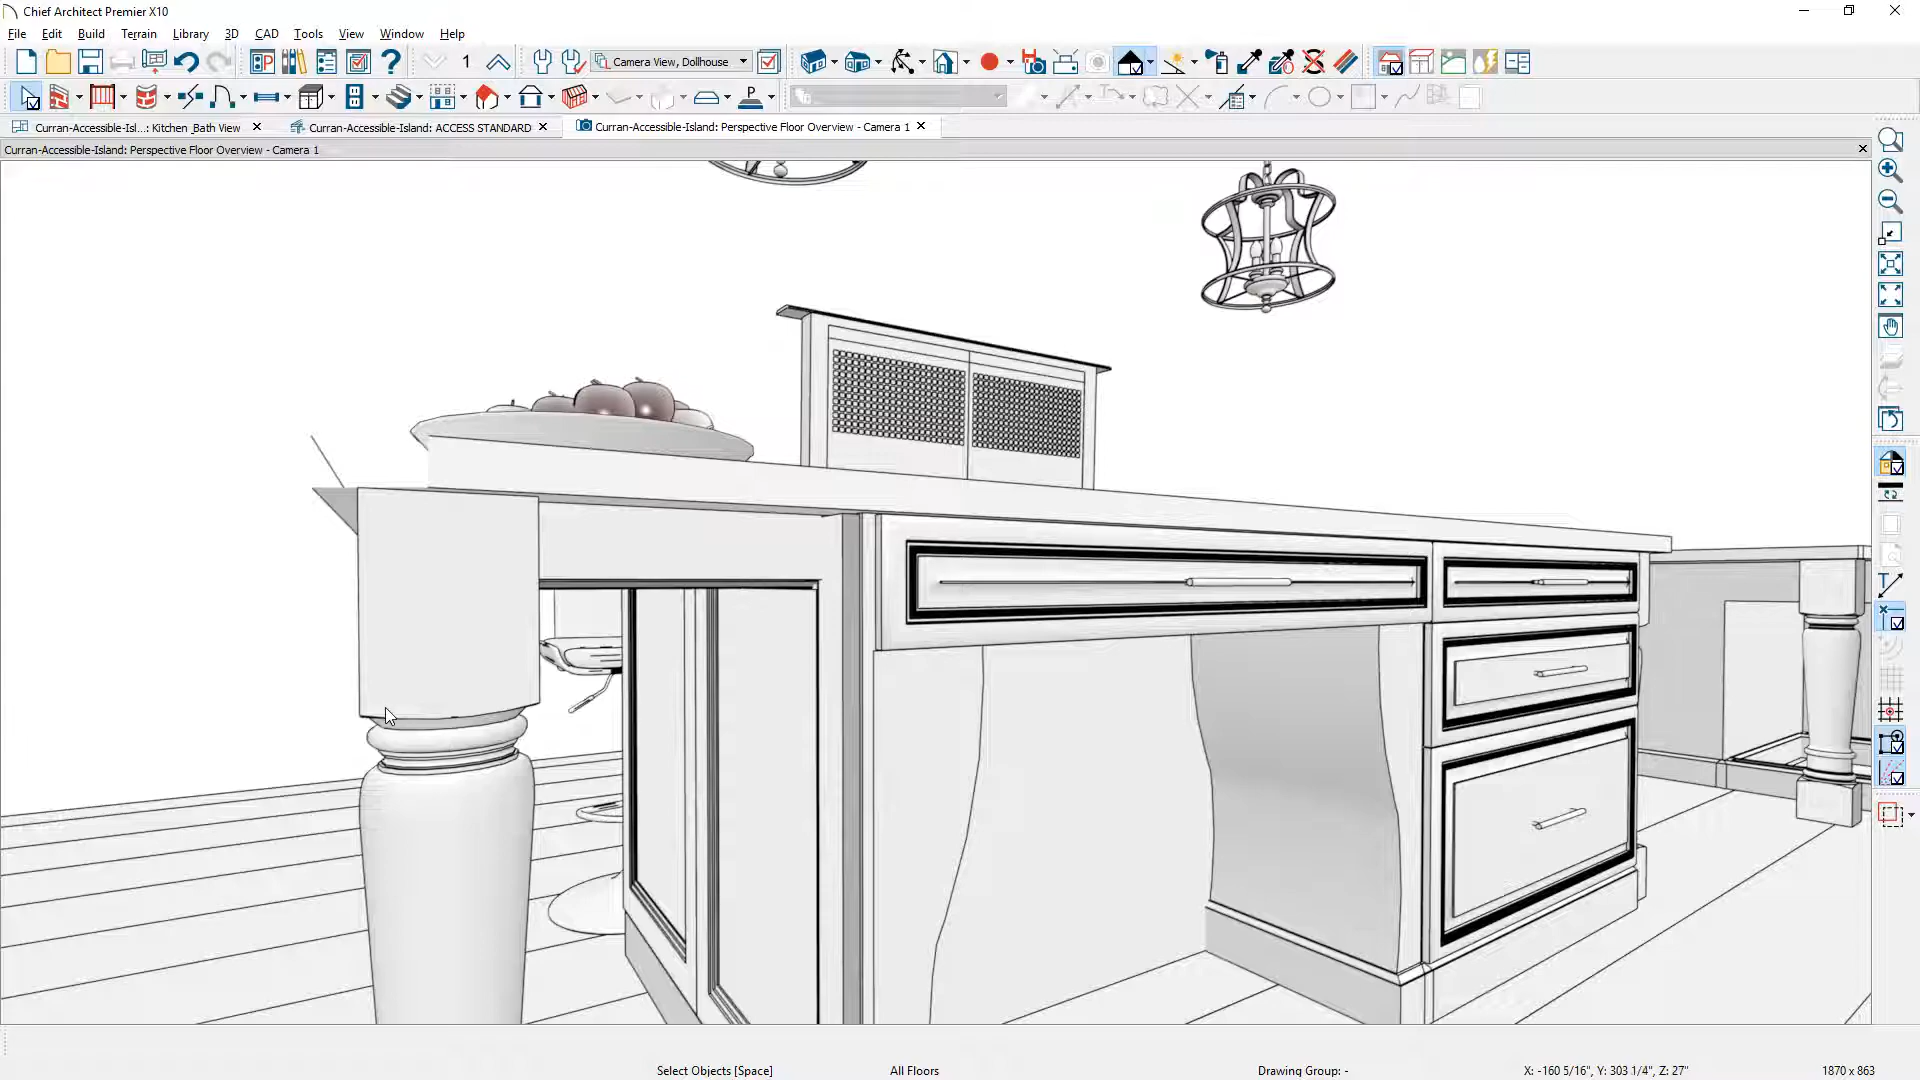 Chief Architect Premier X10
File Edit Build Terrain Library 3D Tools View Window Help
1 Camera View, Dollhouse
Curran-Accessible-Isl...: Kitchen_Bath View Curran-Accessible-Island: ACCESS STANDARD Curran-Accessible-Island: Perspective Floor Overview - Camera 1
Curran-Accessible-Island: Perspective Floor Overview - Camera 1
Select Objects [Space] All Floors Drawing Group: - X: -160 5/16", Y: 303 1/4", Z: 27" 1870 x 863